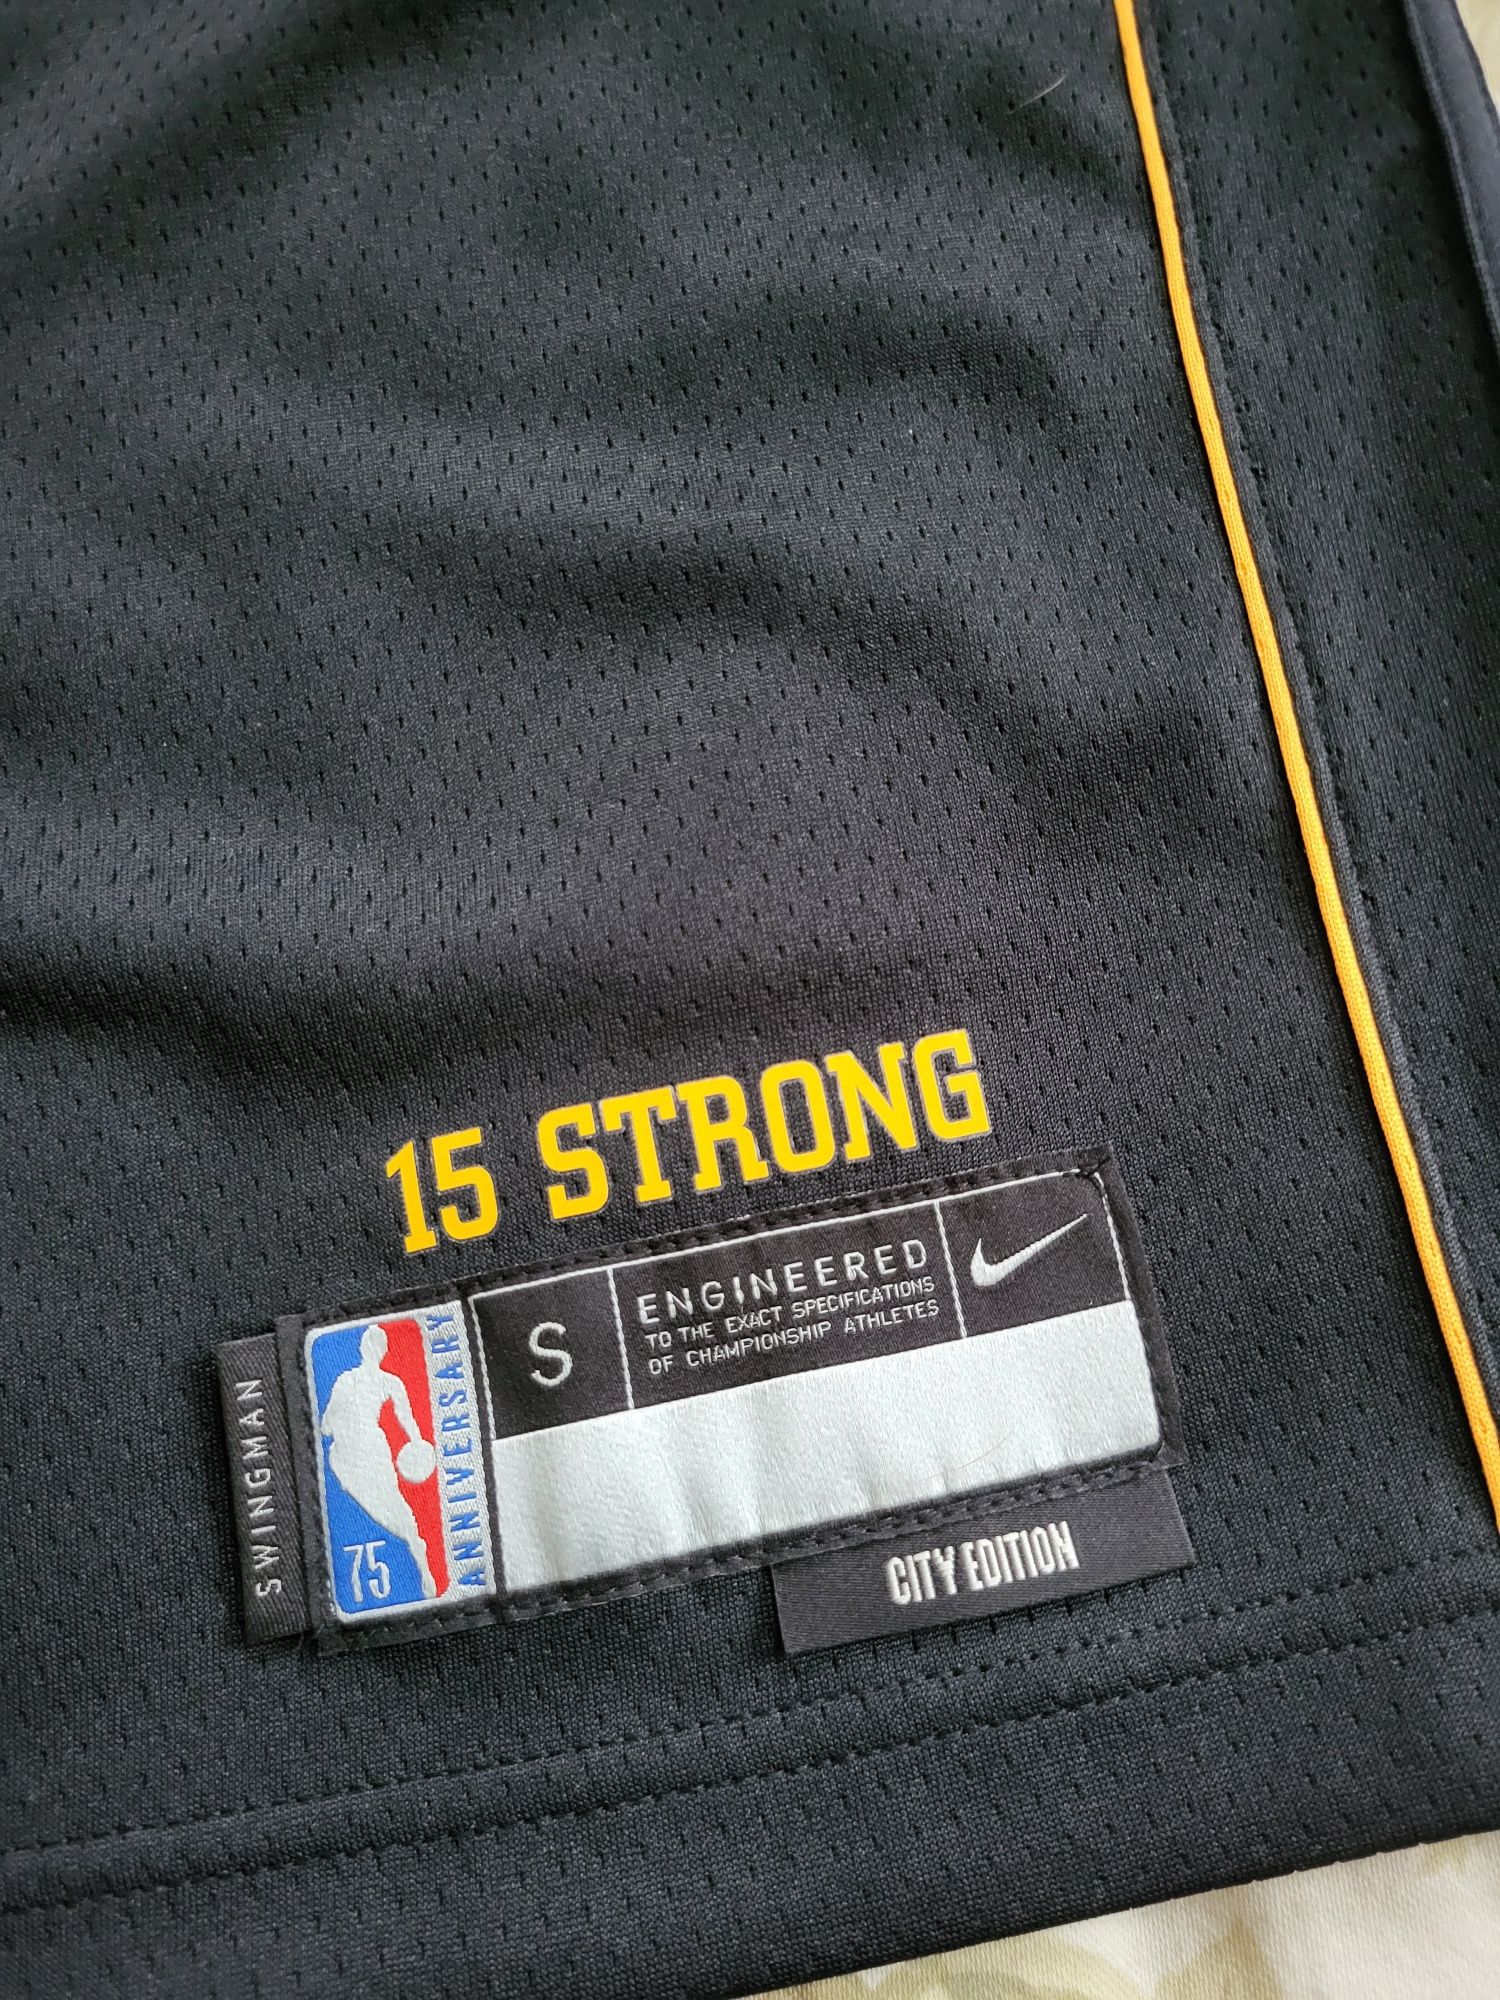 15 STRONG
SWINGMAN
75
ANNIVERSARY
S
ENGINEERED
TO THE EXACT SPECIFICATIONS
OF CHAMPIONSHIP ATHLETES
CITY EDITION